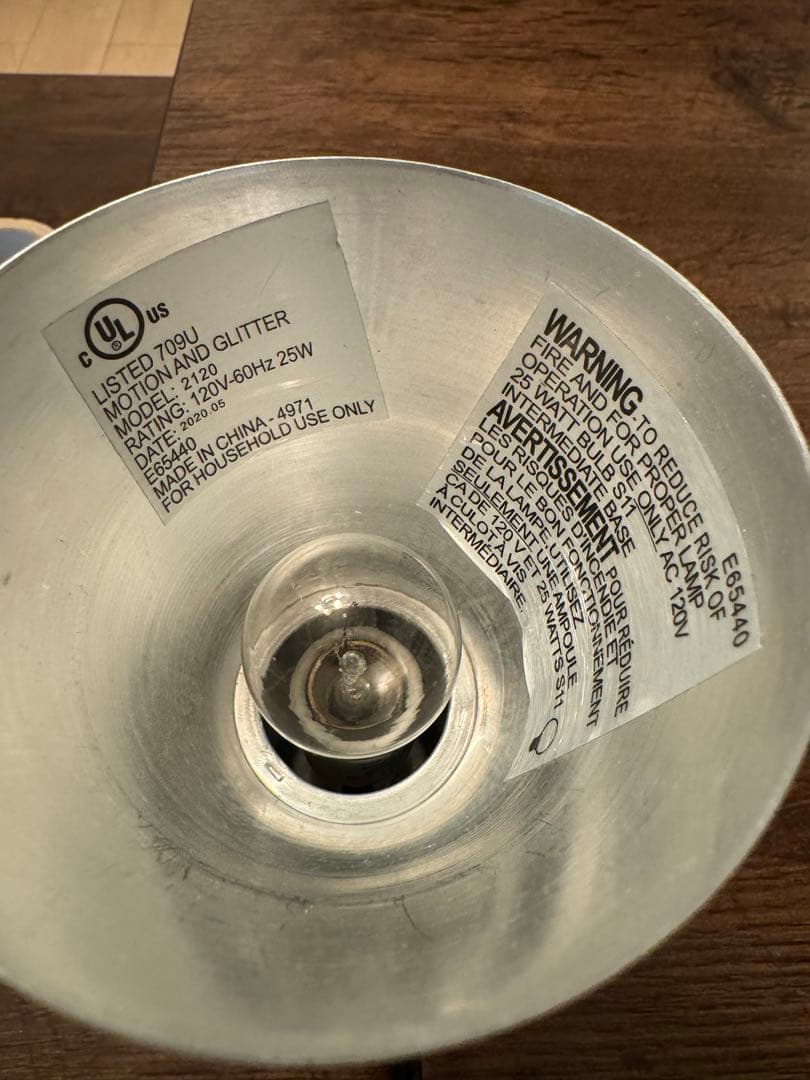 C UL® US
LISTED 709U
MOTION AND GLITTER
MODEL: 2120
RATING: 120V-60Hz 25W
DATE: 2020.05
E65440
MADE IN CHINA - 4971
FOR HOUSEHOLD USE ONLY
E65440
WARNING-TO REDUCE RISK OF
FIRE AND FOR PROPER LAMP
OPERATION USE ONLY AC 120V
25 WATT BULB S11
INTERMEDIATE BASE
AVERTISSEMENT POUR RÉDUIRE
LES RISQUES D'INCENDIE ET
POUR LE BON FONCTIONNEMENT
DE LA LAMPE, UTILISEZ
SEULEMENT UNE AMPOULE
ÇA DE 120 V ET 25 WATTS S11
À CULOT À VIS
INTERMÉDIAIRE.